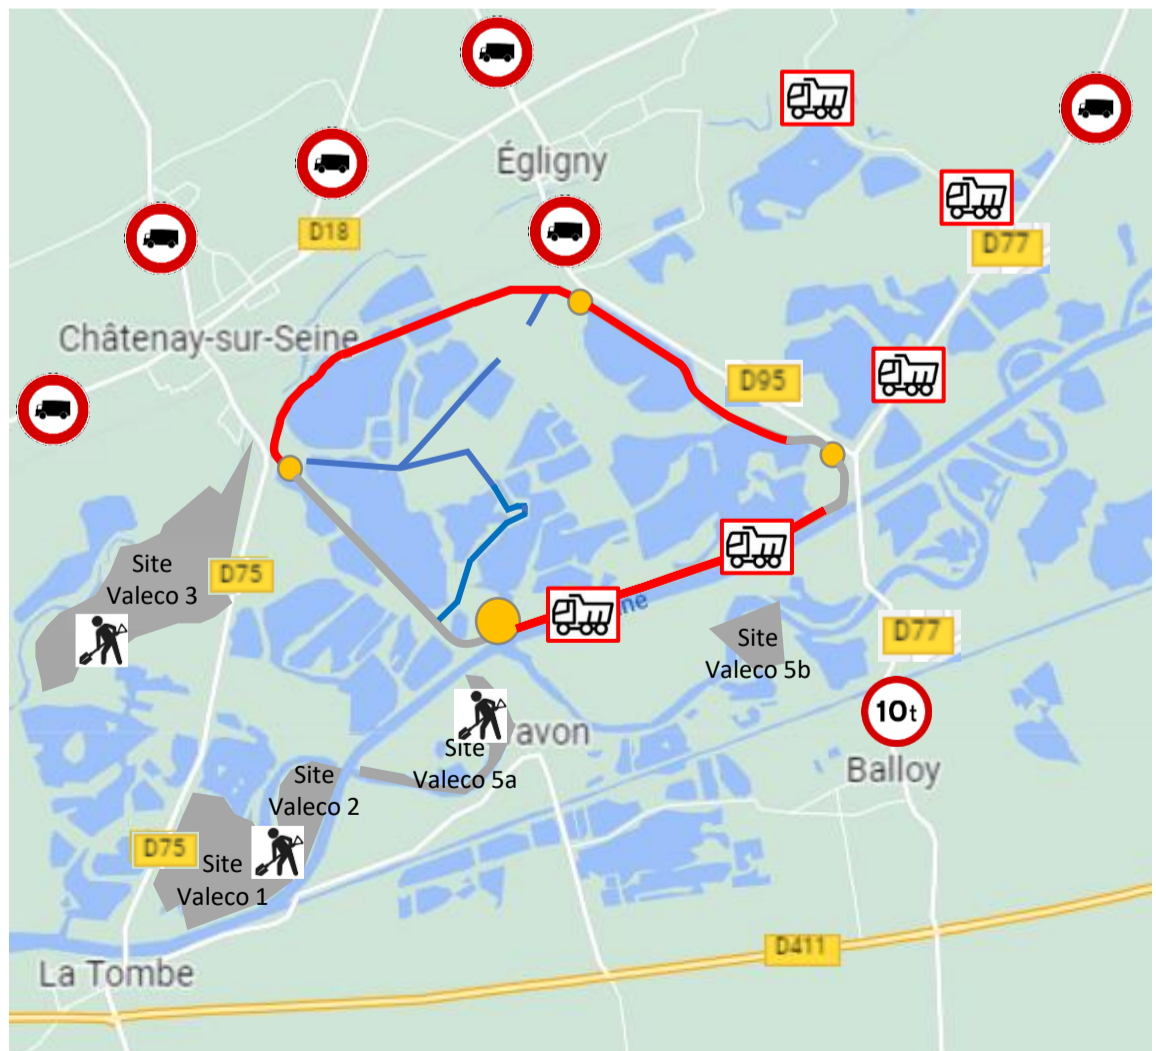 Égligny
D18
D77
Châtenay-sur-Seine
D95
Site
Valeco 3
D75
Site
Valeco 5b
D77
10t
avon
Site
Valeco 5a
Balloy
Site
Valeco 2
D75
Site
Valeco 1
D411
La Tombe